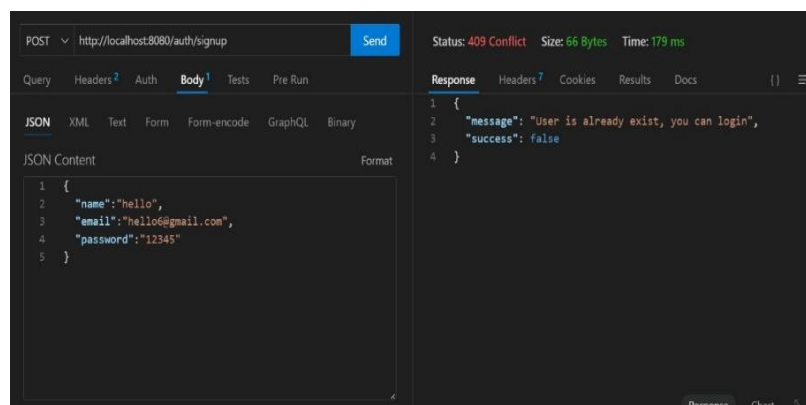 POST http://localhost:8080/auth/signup Send
Query Headers 2 Auth Body 1 Tests Pre Run
JSON XML Text Form Form-encode GraphQL Binary
JSON Content Format
1 {
2 "name":"hello",
3 "email":"hello6@gmail.com",
4 "password":"12345"
5 }
Status: 409 Conflict Size: 66 Bytes Time: 179 ms
Response Headers 7 Cookies Results Docs {}
1 {
2 "message": "User is already exist, you can login",
3 "success": false
4 }
Response Chart